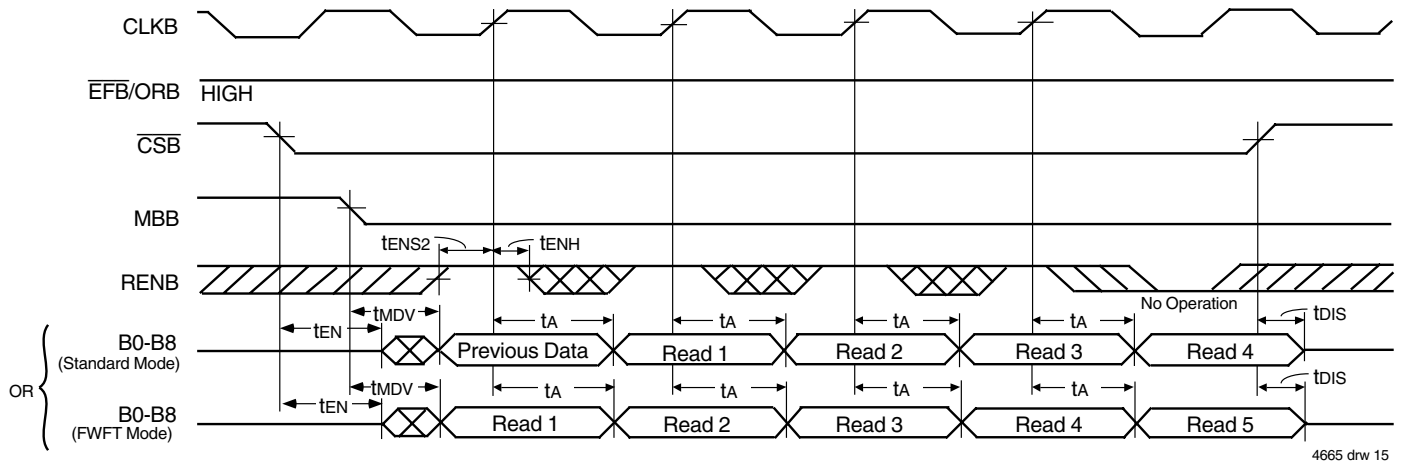 CLKB
EFB/ORB HIGH
CSB
MBB
tENS2 tENH
RENB
No Operation
tEN tMDV tA tA tA tA tDIS
B0-B8
(Standard Mode)
Previous Data Read 1 Read 2 Read 3 Read 4
OR
tEN tMDV tA tA tA tA tDIS
B0-B8
(FWFT Mode)
Read 1 Read 2 Read 3 Read 4 Read 5
4665 drw 15